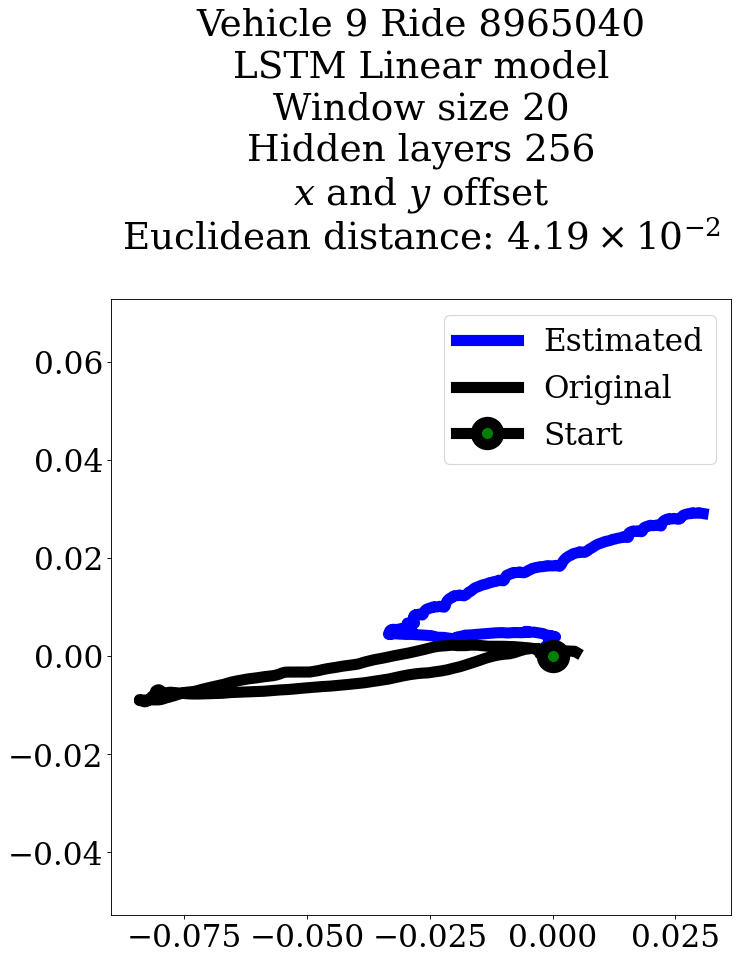 Vehicle 9 Ride 8965040
LSTM Linear model
Window size 20
Hidden layers 256
x and y offset
Euclidean distance: 4.19 × 10⁻²
Estimated
Original
Start
0.06
0.04
0.02
0.00
−0.02
−0.04
−0.075 −0.050 −0.025 0.000 0.025